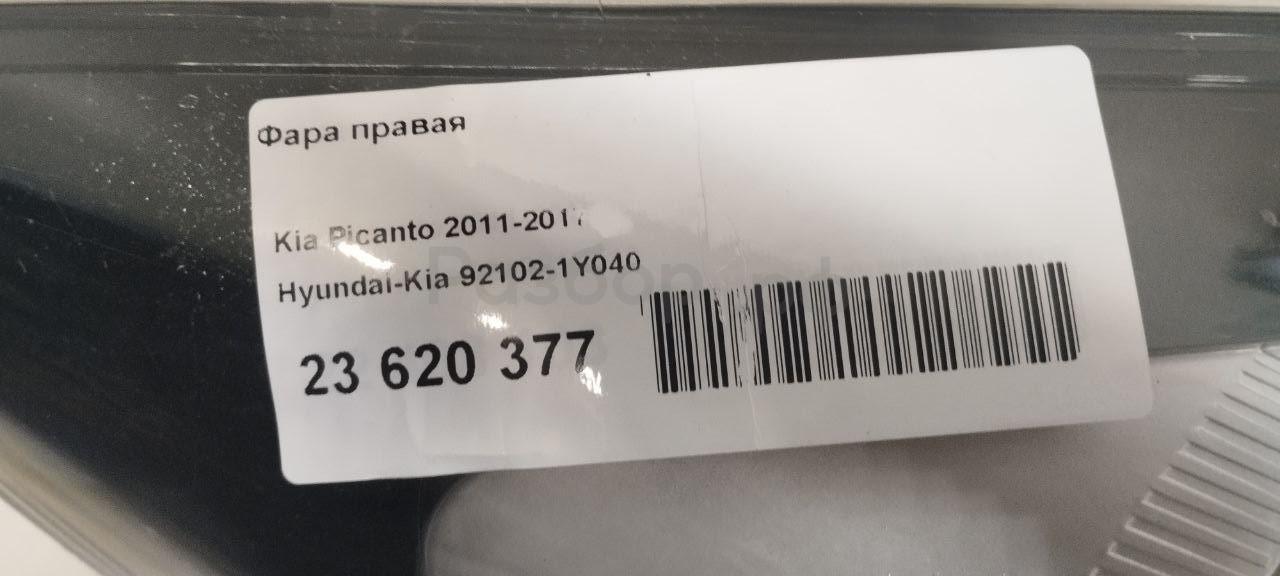 Фара правая
Kia Picanto 2011-2017
Hyundai-Kia 92102-1Y040
23 620 377